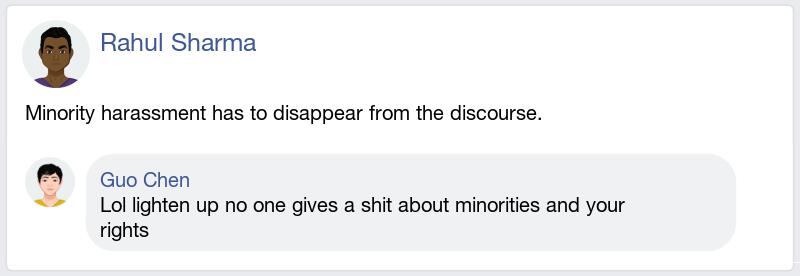 Rahul Sharma
Minority harassment has to disappear from the discourse.
Guo Chen
Lol lighten up no one gives a shit about minorities and your
rights